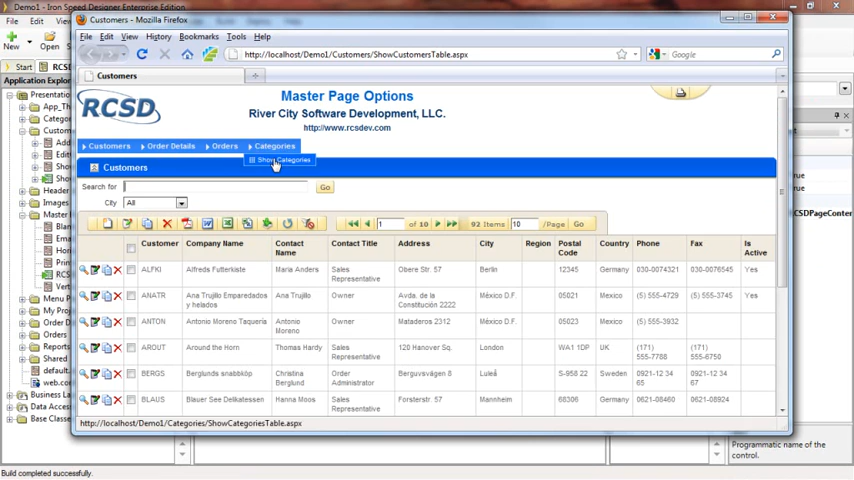 Demo1 - Iron Speed Designer Enterprise Edition
Customers - Mozilla Firefox
File
File Edit View History Bookmarks Tools Help
New Open
http://localhost/Demo1/Customers/ShowCustomersTable.aspx
Google
Start RCSD
Customers
Application Explorer
Presentation
App_The
Catego
Custome
Add
Edit
Show
Sho
Header
Images
Master
Blan
Ema
Hor
Prin
RCS
Vert
Menu P
My Pro
Order D
Orders
Shared
default.
web.con
Business La
Data Access
Base Classe
RCSD
Master Page Options
River City Software Development, LLC.
http://www.rcsdev.com
Customers Order Details Orders Categories
Show Categories
Customers
Search for Go
City All
1 of 10 92 Items 10 /Page Go
Customer Company Name Contact Name Contact Title Address City Region Postal Code Country Phone Fax Is Active
ALFKI Alfreds Futterkiste Maria Anders Sales Representative Obere Str. 57 Berlin 12345 Germany 030-0074321 030-0076545 Yes
ANATR Ana Trujillo Emparedados y helados Ana Trujillo Owner Avda. de la Constitución 2222 México D.F. 05021 Mexico (5) 555-4729 (5) 555-3745 Yes
ANTON Antonio Moreno Taquería Antonio Moreno Owner Mataderos 2312 México D.F. 05023 Mexico (5) 555-3932
AROUT Around the Horn Thomas Hardy Sales Representative 120 Hanover Sq. London WA1 1DP UK (171) 555-7788 (171) 555-6750
BERGS Berglunds snabbköp Christina Berglund Order Administrator Berguvsvägen 8 Luleå S-958 22 Sweden 0921-12 34 65 0921-12 34 67
BLAUS Blauer See Delikatessen Hanna Moos Sales Representative Forsterstr. 57 Mannheim 68306 Germany 0621-08460 0621-08924
http://localhost/Demo1/Categories/ShowCategoriesTable.aspx
rue
rue
CSDPageConten
Programmatic name of the control.
Build completed successfully.